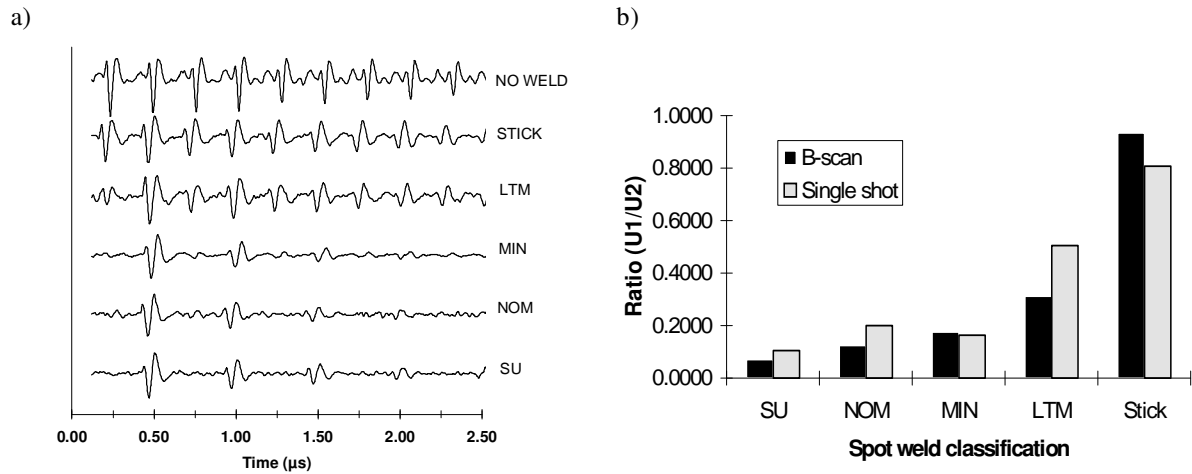 a)
NO WELD
STICK
LTM
MIN
NOM
SU
0.00 0.50 1.00 1.50 2.00 2.50
Time (µs)
b)
1.0000
0.8000
0.6000
0.4000
0.2000
0.0000
Ratio (U1/U2)
B-scan
Single shot
SU NOM MIN LTM Stick
Spot weld classification